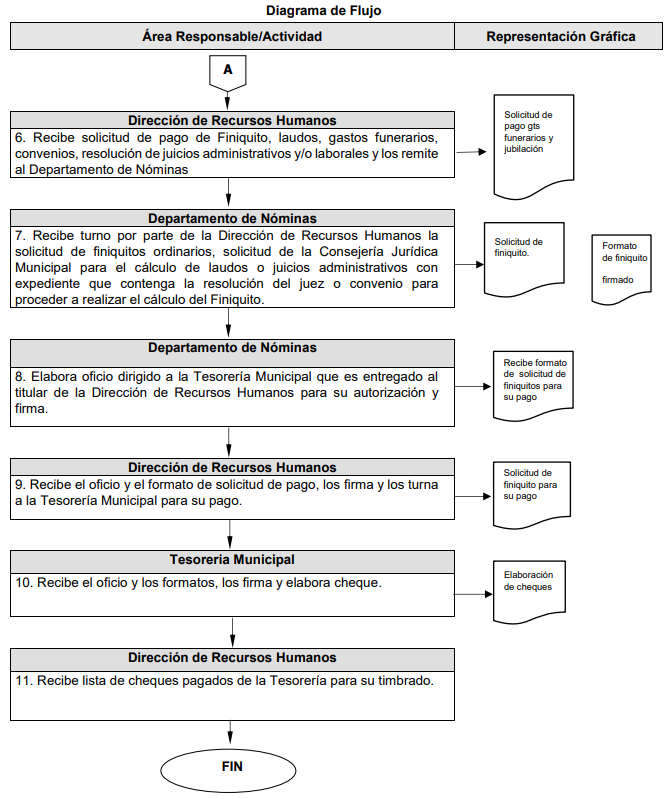 Diagrama de Flujo
Área Responsable/Actividad
Representación Gráfica
A
Dirección de Recursos Humanos
6. Recibe solicitud de pago de Finiquito, laudos, gastos funerarios,
convenios, resolución de juicios administrativos y/o laborales y los remite
al Departamento de Nóminas
Solicitud de
pago gts
funerarios y
jubilación
Departamento de Nóminas
7. Recibe turno por parte de la Dirección de Recursos Humanos la
solicitud de finiquitos ordinarios, solicitud de la Consejería Jurídica
Municipal para el cálculo de laudos o juicios administrativos con
expediente que contenga la resolución del juez o convenio para
proceder a realizar el cálculo del Finiquito.
Solicitud de
finiquito.
Formato
de finiquito
firmado
Departamento de Nóminas
8. Elabora oficio dirigido a la Tesorería Municipal que es entregado al
titular de la Dirección de Recursos Humanos para su autorización y
firma.
Recibe formato
de solicitud de
finiquitos para
su pago
Dirección de Recursos Humanos
9. Recibe el oficio y el formato de solicitud de pago, los firma y los turna
a la Tesorería Municipal para su pago.
Solicitud de
finiquito para
su pago
Tesoreria Municipal
10. Recibe el oficio y los formatos, los firma y elabora cheque.
Elaboración
de cheques
Dirección de Recursos Humanos
11. Recibe lista de cheques pagados de la Tesorería para su timbrado.
FIN